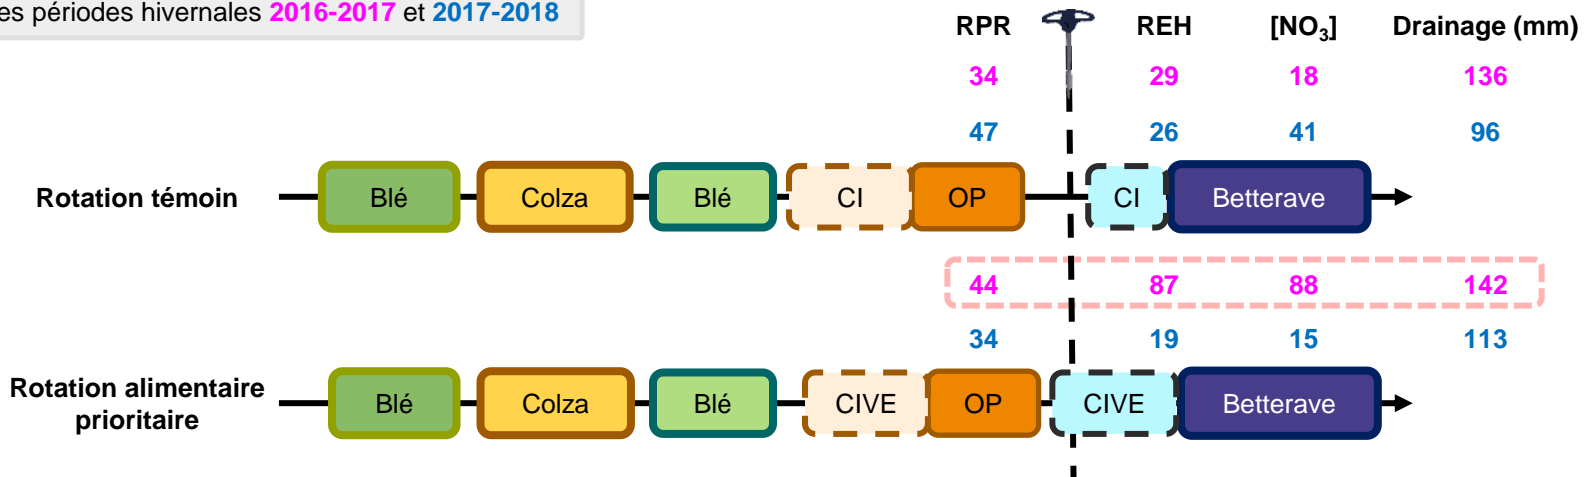 es périodes hivernales 2016-2017 et 2017-2018
RPR REH [NO3] Drainage (mm)
34 29 18 136
47 26 41 96
Rotation témoin Blé Colza Blé CI OP CI Betterave
44 87 88 142
34 19 15 113
Rotation alimentaire
prioritaire
Blé Colza Blé CIVE OP CIVE Betterave